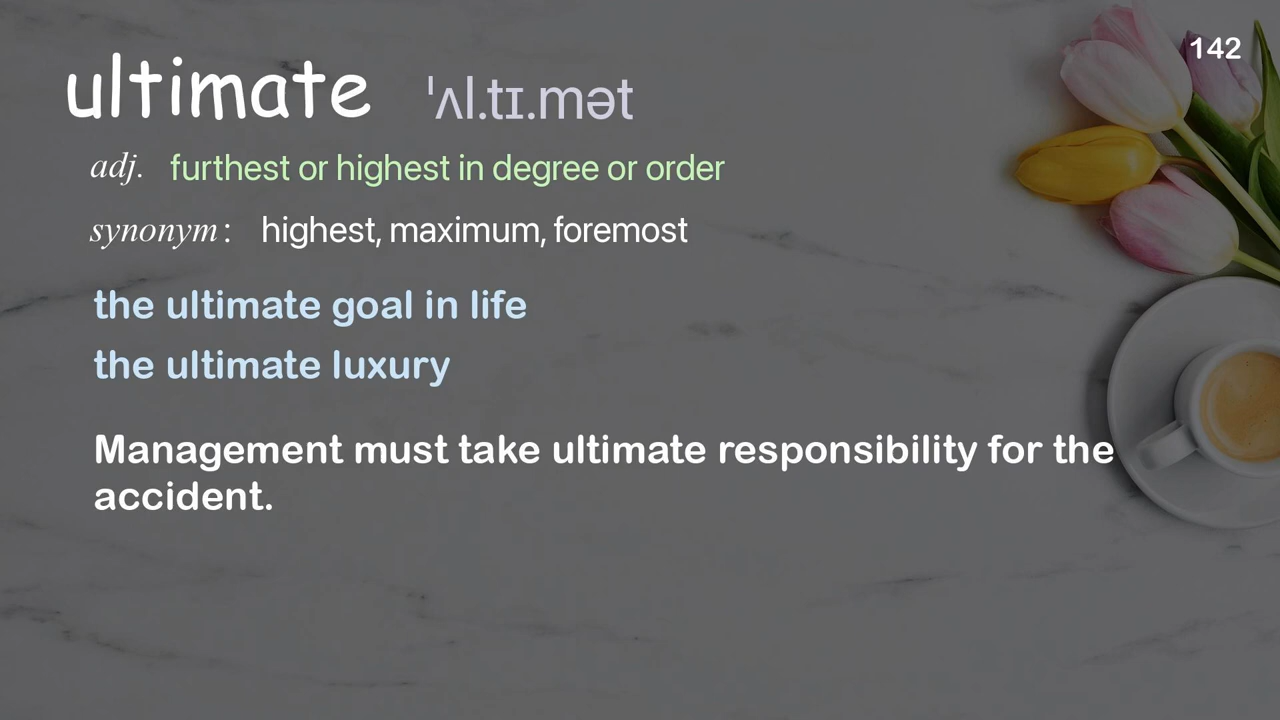 142
ultimate ˈʌl.tɪ.mət
adj. furthest or highest in degree or order
synonym : highest, maximum, foremost
the ultimate goal in life
the ultimate luxury
Management must take ultimate responsibility for the
accident.